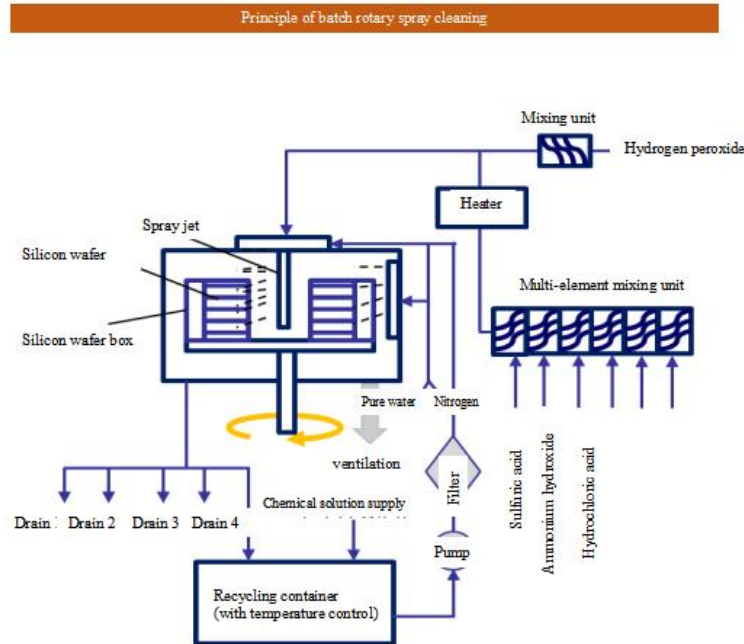 Principle of batch rotary spray cleaning
Mixing unit
Hydrogen peroxide
Heater
Spray jet
Silicon wafer
Multi-element mixing unit
Silicon wafer box
Pure water
Nitrogen
ventilation
Filter
Sulfuric acid
Ammonium hydroxide
Hydrochloric acid
Chemical solution supply
Drain
Drain 2
Drain 3
Drain 4
Pump
Recycling container
(with temperature control)